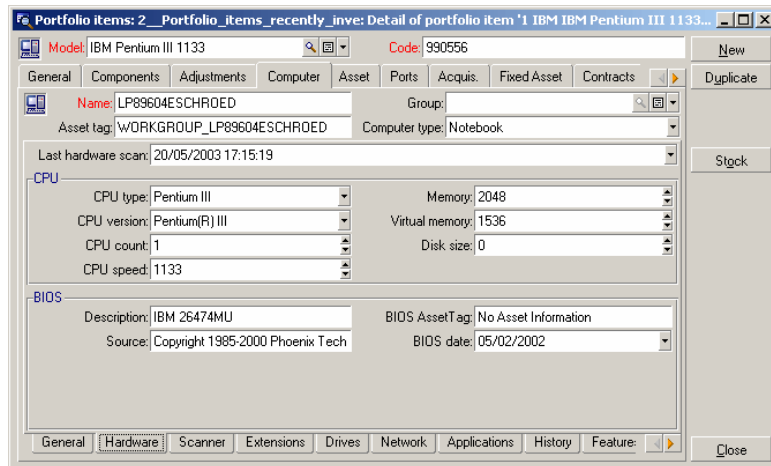 Portfolio items: 2__Portfolio_items_recently_inve: Detail of portfolio item '1 IBM IBM Pentium III 1133...
Model: IBM Pentium III 1133 Code: 990556 New
General Components Adjustments Computer Asset Ports Acquis. Fixed Asset Contracts Duplicate
Name: LP89604ESCHROED Group:
Asset tag: WORKGROUP_LP89604ESCHROED Computer type: Notebook
Last hardware scan: 20/05/2003 17:15:19 Stock
CPU
CPU type: Pentium III Memory: 2048
CPU version: Pentium(R) III Virtual memory: 1536
CPU count: 1 Disk size: 0
CPU speed: 1133
BIOS
Description: IBM 26474MU BIOS AssetTag: No Asset Information
Source: Copyright 1985-2000 Phoenix Tech BIOS date: 05/02/2002
General Hardware Scanner Extensions Drives Network Applications History Feature: Close